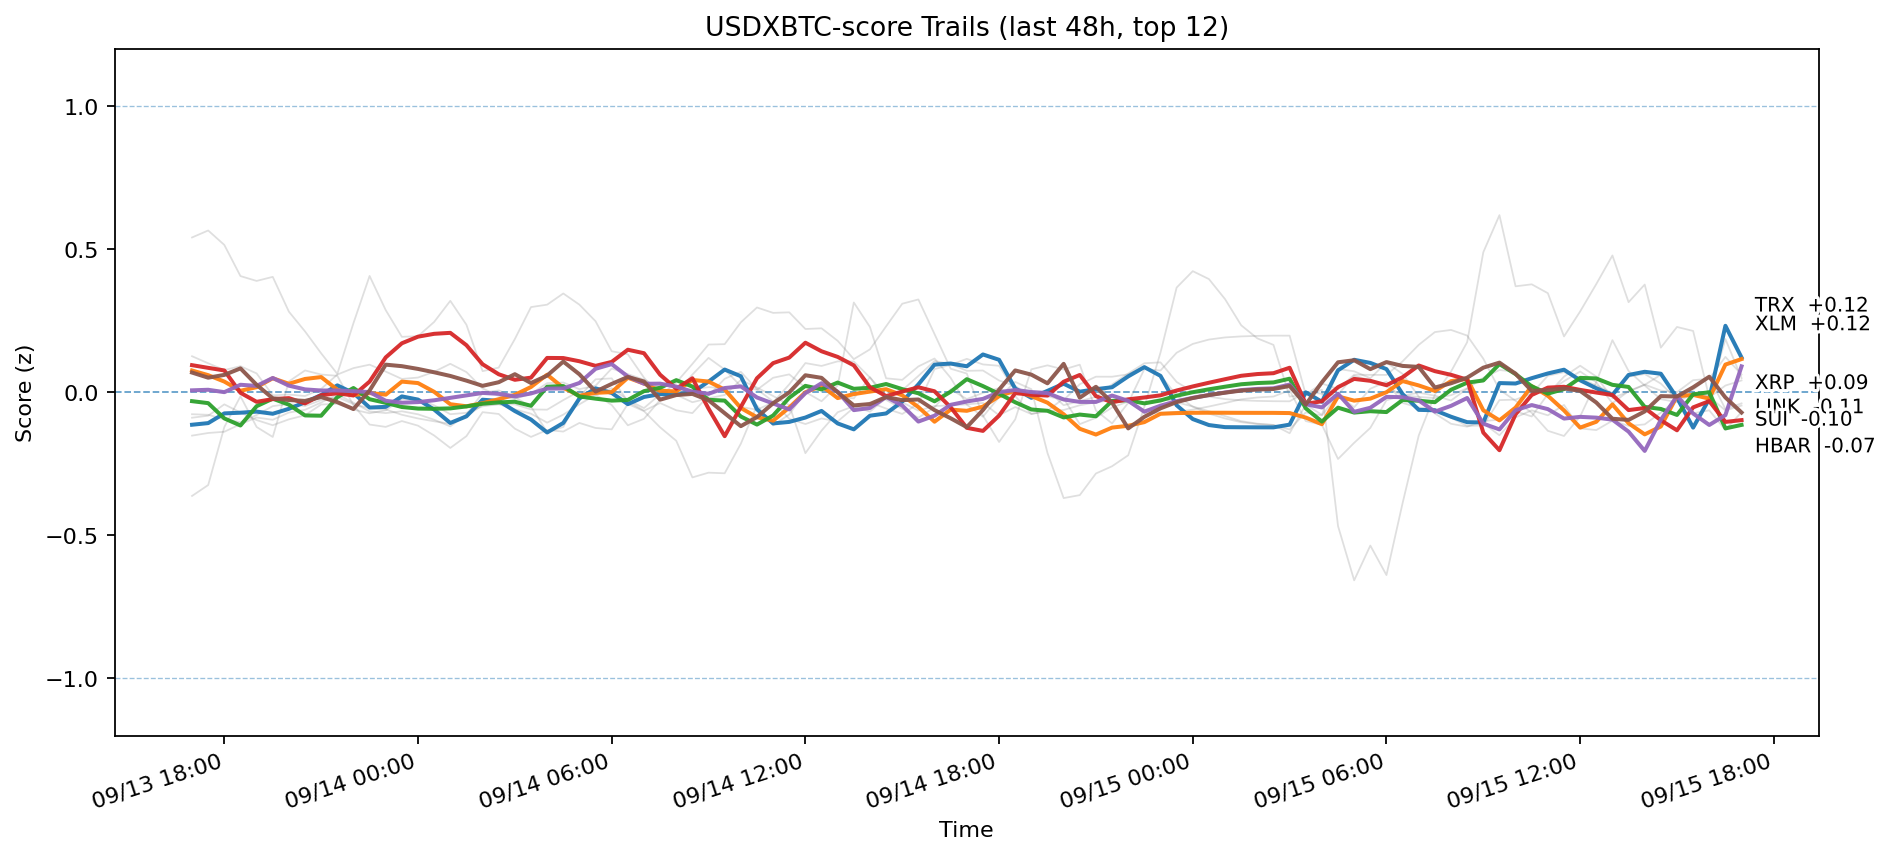 USDXBTC-score Trails (last 48h, top 12)
1.0
0.5
0.0
−0.5
−1.0
Score (z)
TRX +0.12
XLM +0.12
XRP +0.09
LINK -0.11
SUI -0.10
HBAR -0.07
09/13 18:00
09/14 00:00
09/14 06:00
09/14 12:00
09/14 18:00
09/15 00:00
09/15 06:00
09/15 12:00
09/15 18:00
Time